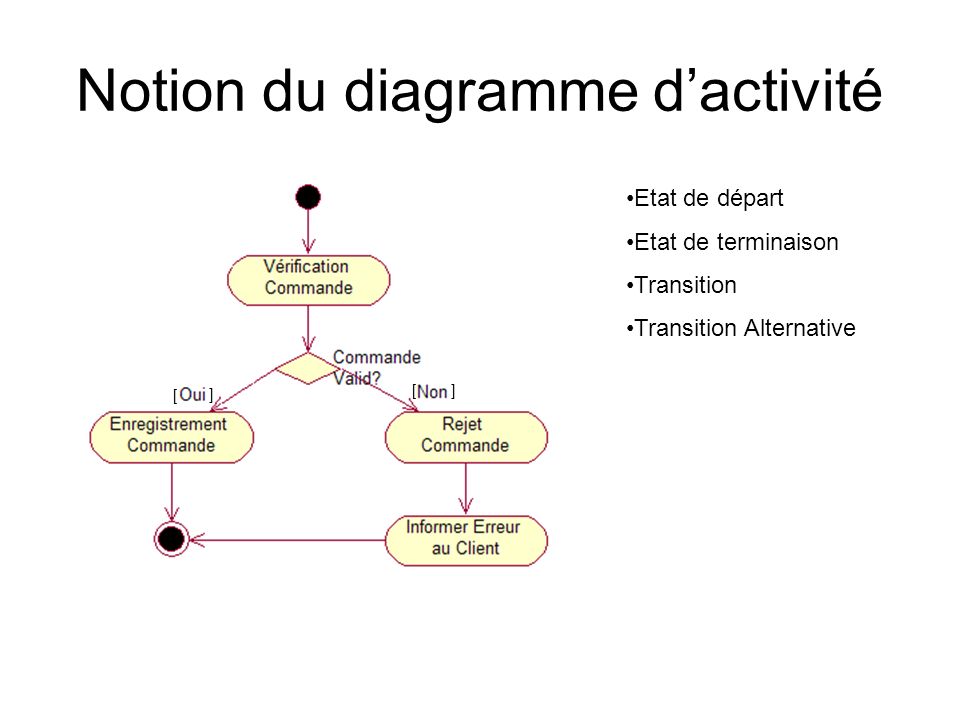 Notion du diagramme d’activité
•Etat de départ
•Etat de terminaison
•Transition
•Transition Alternative
Vérification
Commande
Commande
Valid?
[ Oui ]
[ Non ]
Enregistrement
Commande
Rejet
Commande
Informer Erreur
au Client